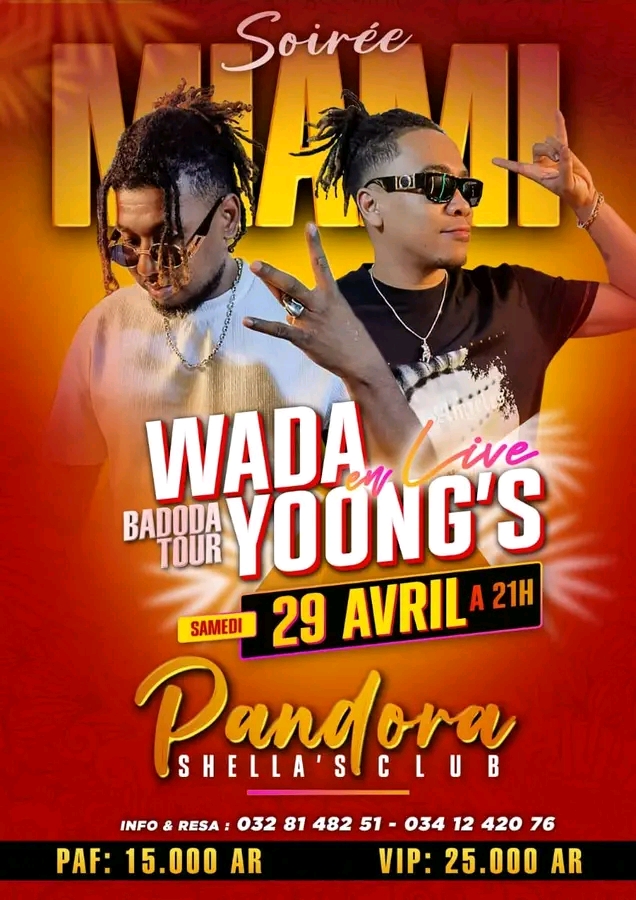 Soirée
MIAMI
WADA
en Live
BADODA
TOUR
YOONG'S
SAMEDI
29 AVRIL A 21H
Pandora
SHELLA'S CLUB
INFO & RESA : 032 81 482 51 - 034 12 420 76
PAF: 15.000 AR
VIP: 25.000 AR